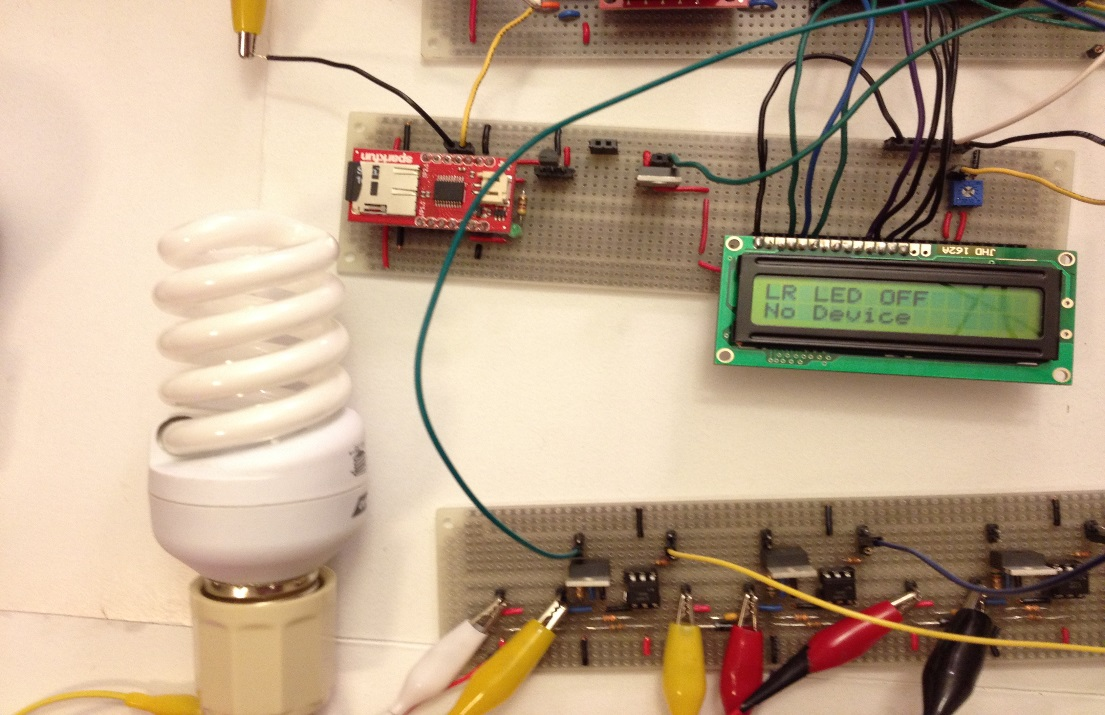 sparkfun
JHD 162A
LR LED OFF
No Device